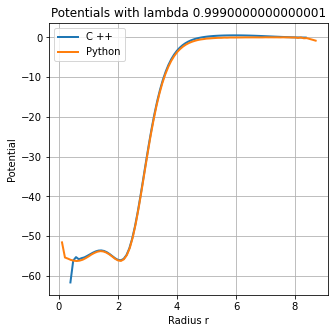 Potentials with lambda 0.9990000000000001
C ++
Python
0
−10
−20
−30
−40
−50
−60
Potential
0 2 4 6 8
Radius r